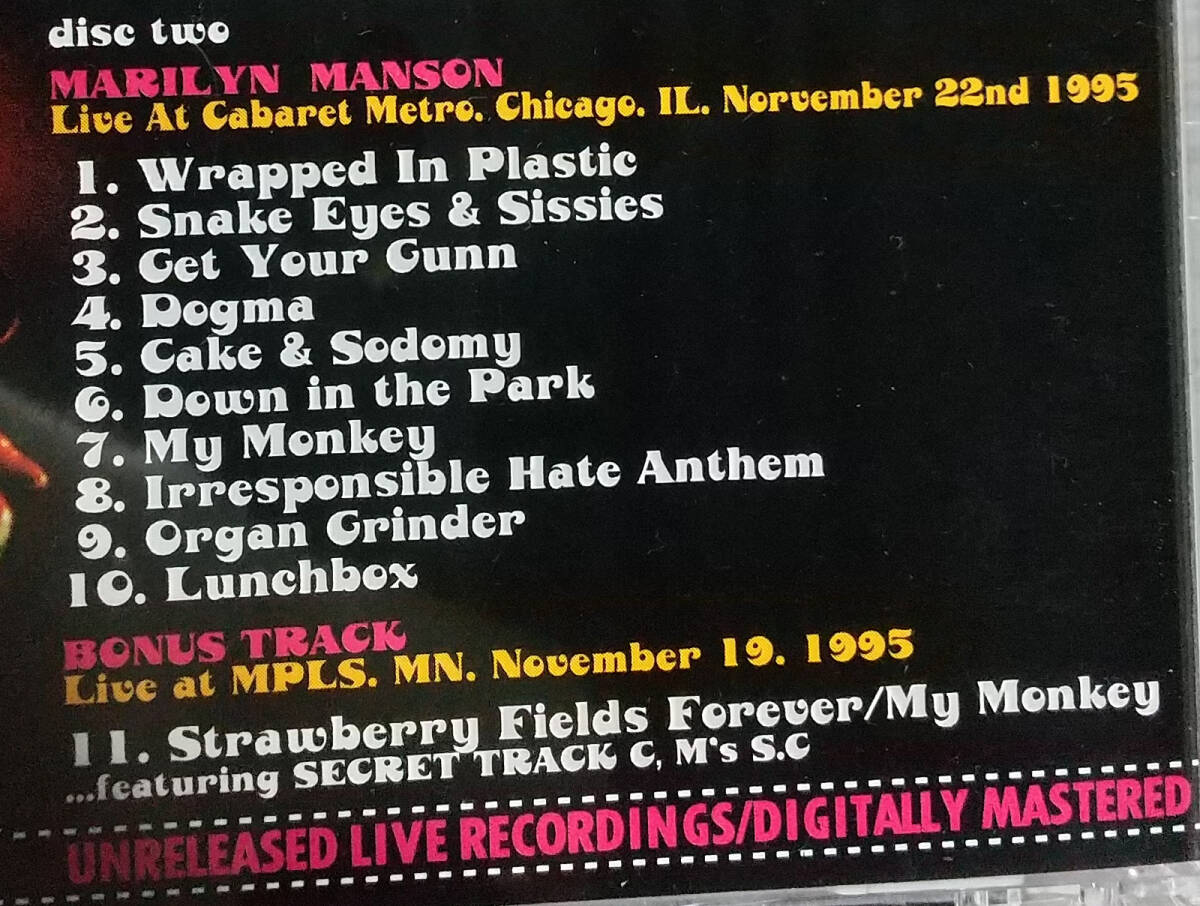 disc two
MARILYN MANSON
Live At Cabaret Metro. Chicago. IL. Norvember 22nd 1995
1. Wrapped In Plastic
2. Snake Eyes & Sissies
3. Get Your Gunn
4. Dogma
5. Cake & Sodomy
6. Down in the Park
7. My Monkey
8. Irresponsible Hate Anthem
9. Organ Grinder
10. Lunchbox
BONUS TRACK
Live at MPLS. MN. November 19. 1995
11. Strawberry Fields Forever/My Monkey
...featuring SECRET TRACK C, M's S.C
UNRELEASED LIVE RECORDINGS/DIGITALLY MASTERED